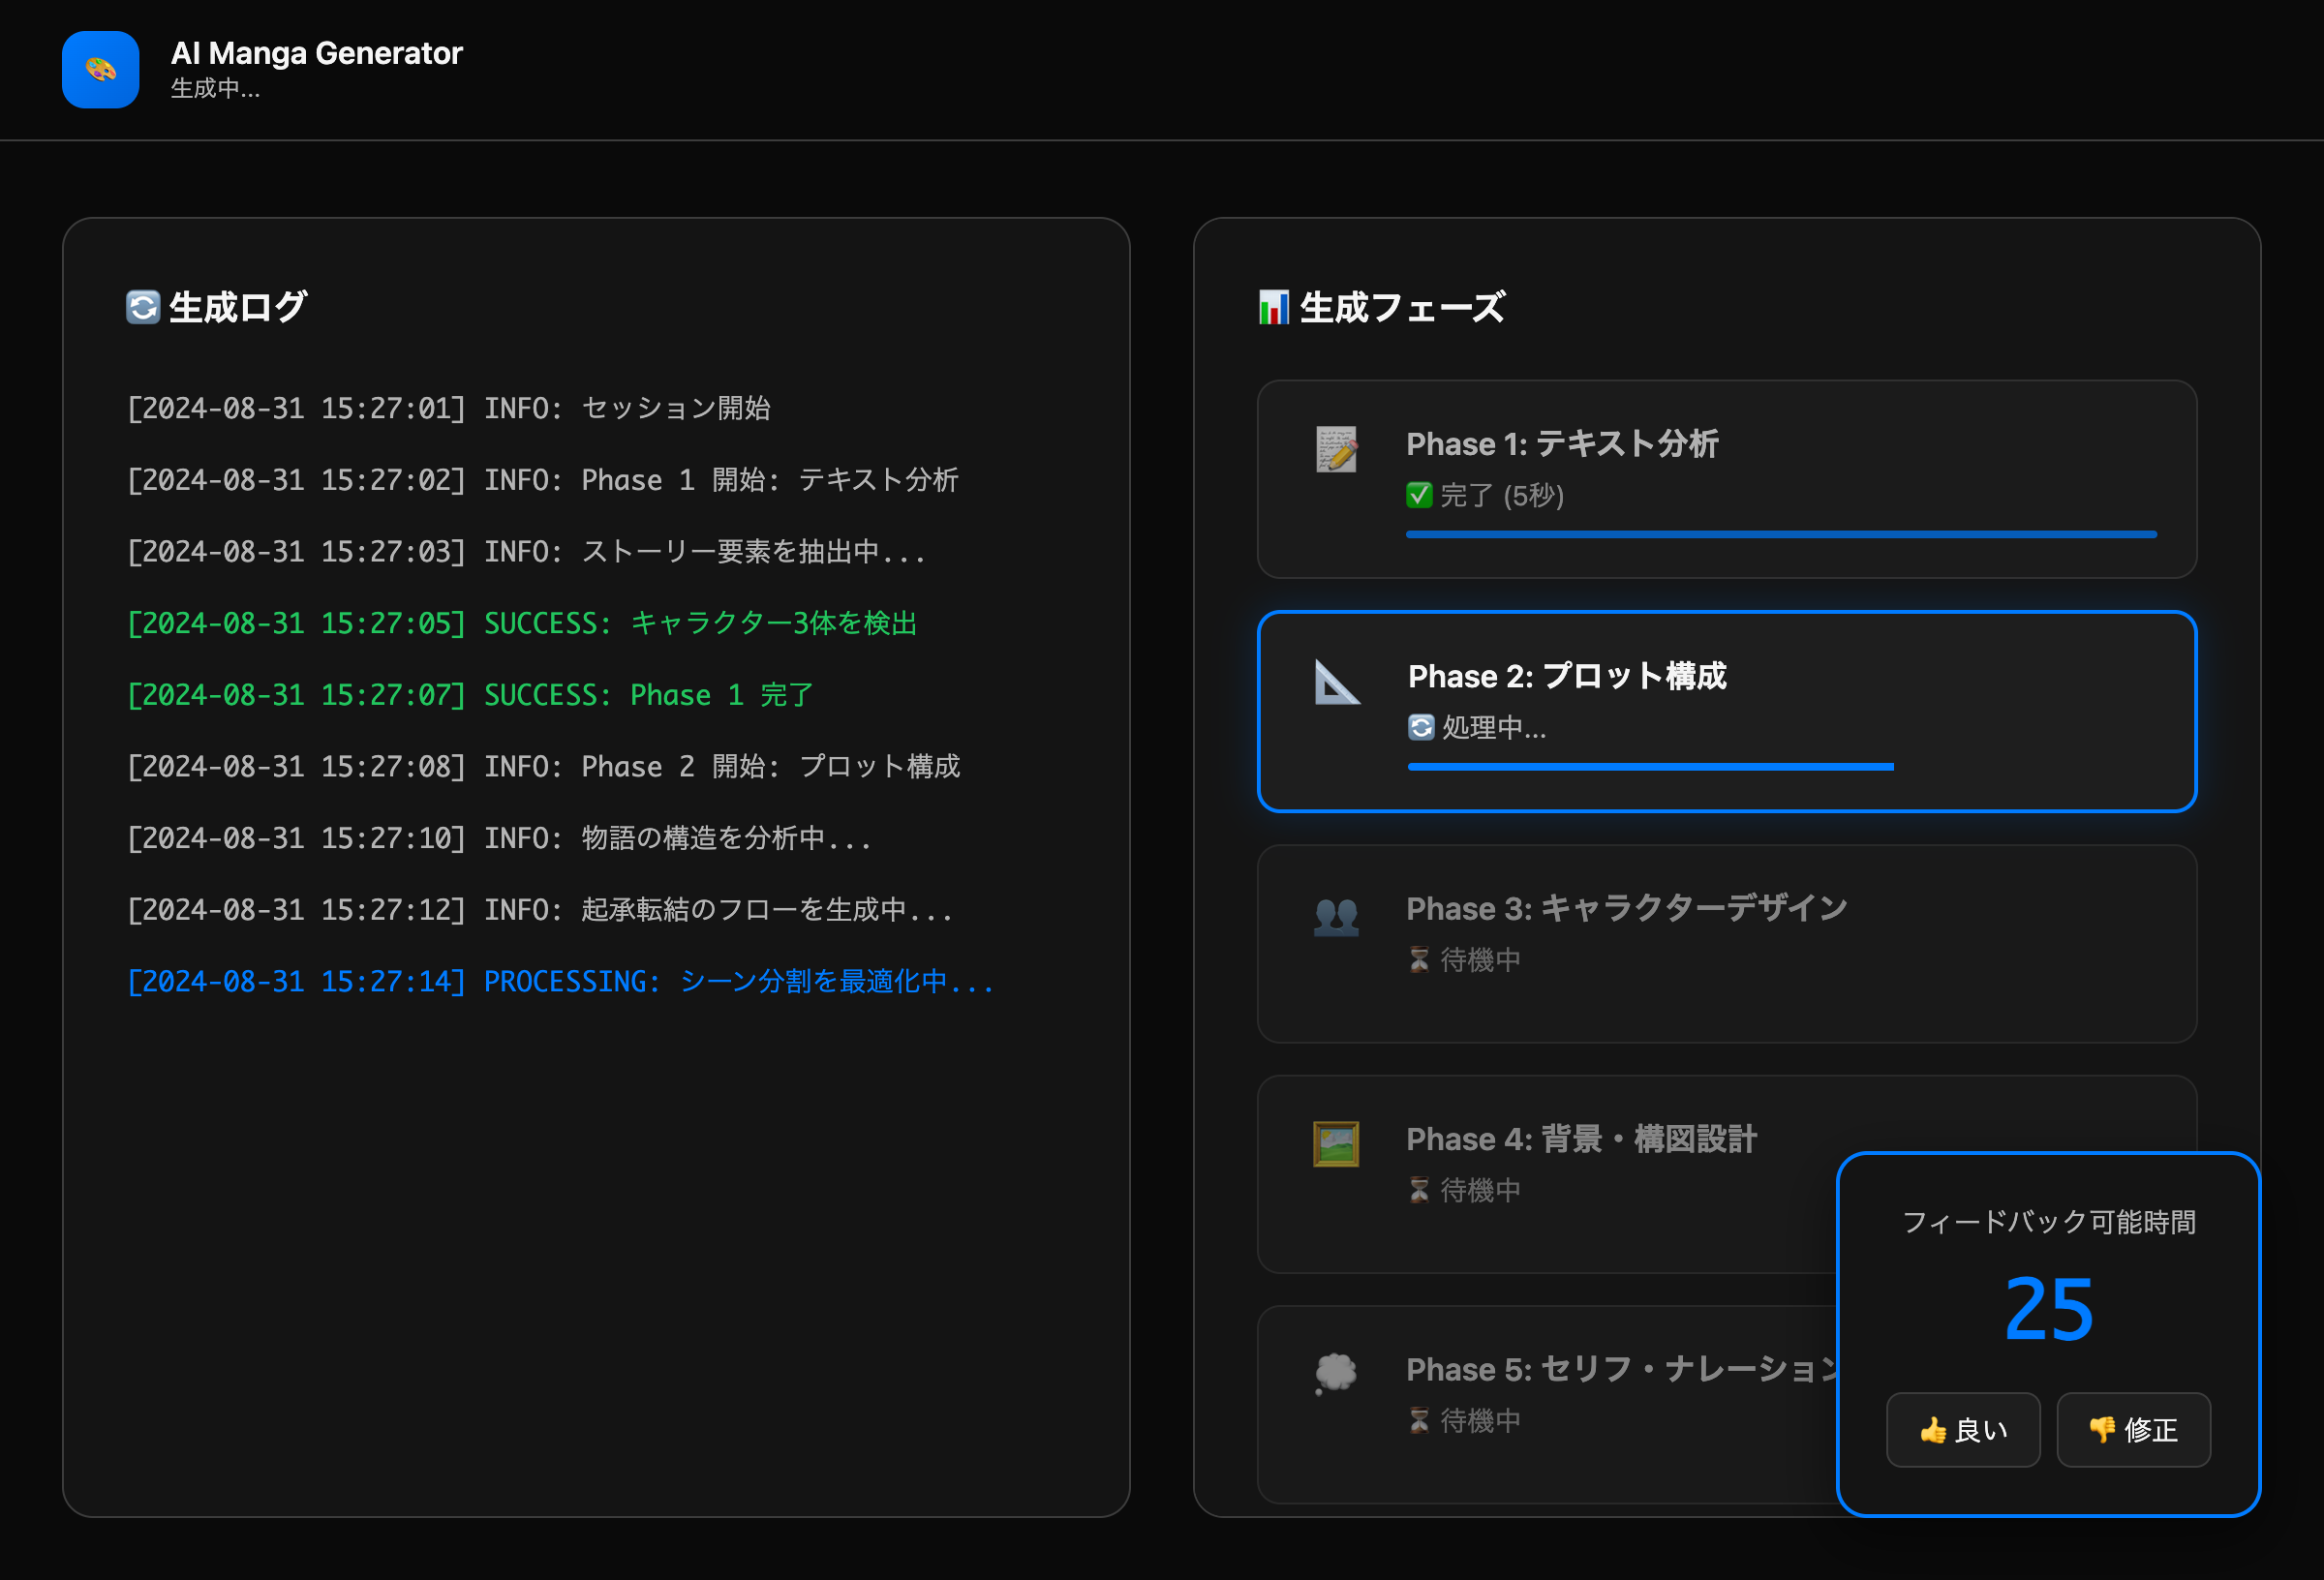 AI Manga Generator
生成中...
生成ログ
[2024-08-31 15:27:01] INFO: セッション開始
[2024-08-31 15:27:02] INFO: Phase 1 開始: テキスト分析
[2024-08-31 15:27:03] INFO: ストーリー要素を抽出中...
[2024-08-31 15:27:05] SUCCESS: キャラクター3体を検出
[2024-08-31 15:27:07] SUCCESS: Phase 1 完了
[2024-08-31 15:27:08] INFO: Phase 2 開始: プロット構成
[2024-08-31 15:27:10] INFO: 物語の構造を分析中...
[2024-08-31 15:27:12] INFO: 起承転結のフローを生成中...
[2024-08-31 15:27:14] PROCESSING: シーン分割を最適化中...
生成フェーズ
Phase 1: テキスト分析
完了 (5秒)
Phase 2: プロット構成
処理中...
Phase 3: キャラクターデザイン
待機中
Phase 4: 背景・構図設計
待機中
Phase 5: セリフ・ナレーション
待機中
フィードバック可能時間
25
良い
修正